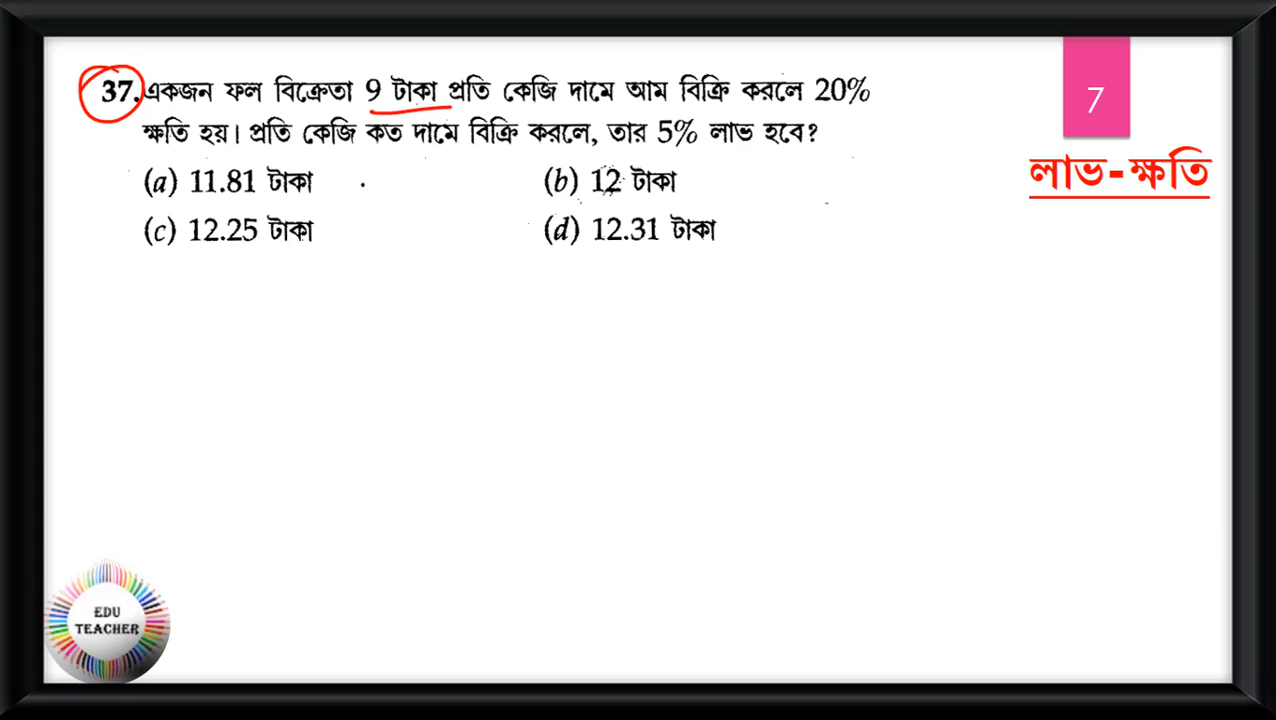 37. একজন ফল বিক্রেতা 9 টাকা প্রতি কেজি দামে আম বিক্রি করলে 20%
ক্ষতি হয়। প্রতি কেজি কত দামে বিক্রি করলে, তার 5% লাভ হবে?
(a) 11.81 টাকা (b) 12 টাকা
(c) 12.25 টাকা (d) 12.31 টাকা
7
লাভ-ক্ষতি
EDU
TEACHER